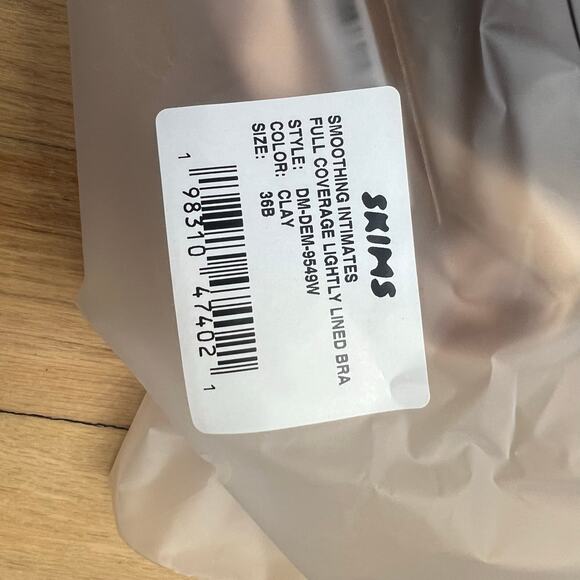 SKIMS
SMOOTHING INTIMATES
FULL COVERAGE LIGHTLY LINED BRA
STYLE: DM-DEM-9549W
COLOR: CLAY
SIZE: 36B
1 98310 47402 1